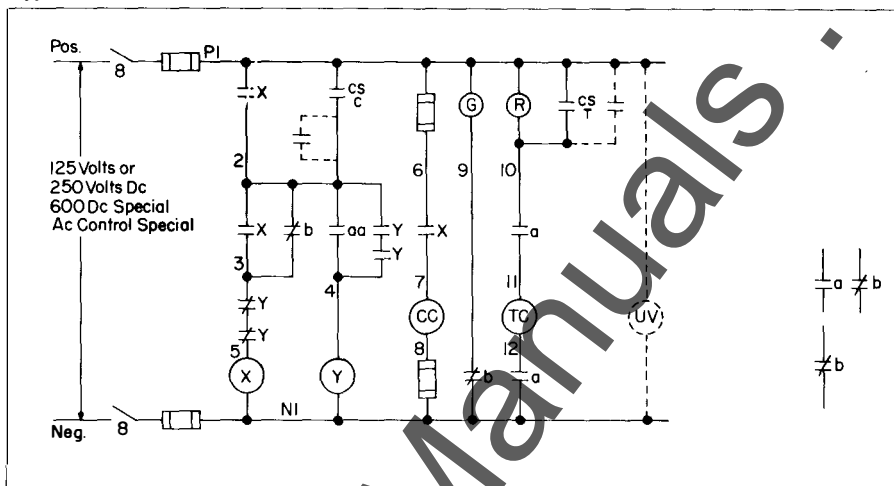 Pos.
8
P1
X
CS
C
G
R
CS
T
2
6
9
10
125 Volts or
250 Volts Dc
600 Dc Special
Ac Control Special
X
b
aa
Y
Y
X
a
a
b
3
4
7
11
Y
Y
CC
TC
UV
5
8
12
b
X
Y
b
a
N1
8
Neg.
Manuals.